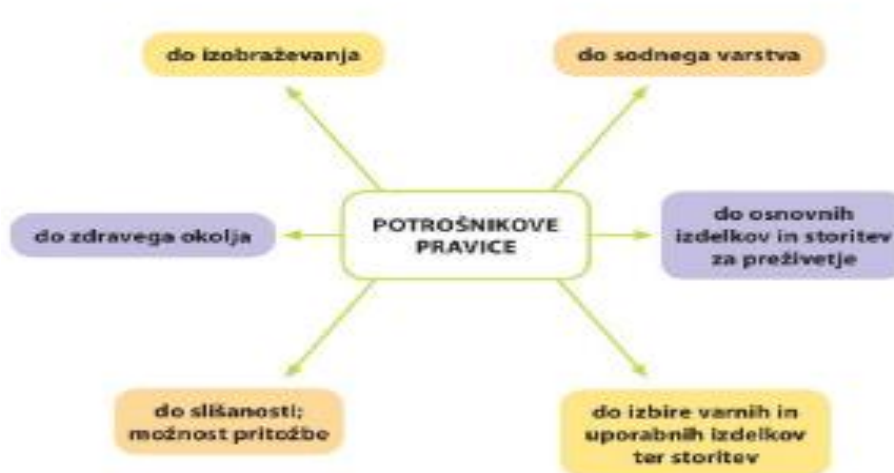 do izobraževanja
do sodnega varstva
do zdravega okolja
POTROŠNIKOVE
PRAVICE
do osnovnih
izdelkov in storitev
za preživetje
do slišanosti;
možnost pritožbe
do izbire varnih in
uporabnih izdelkov
ter storitev